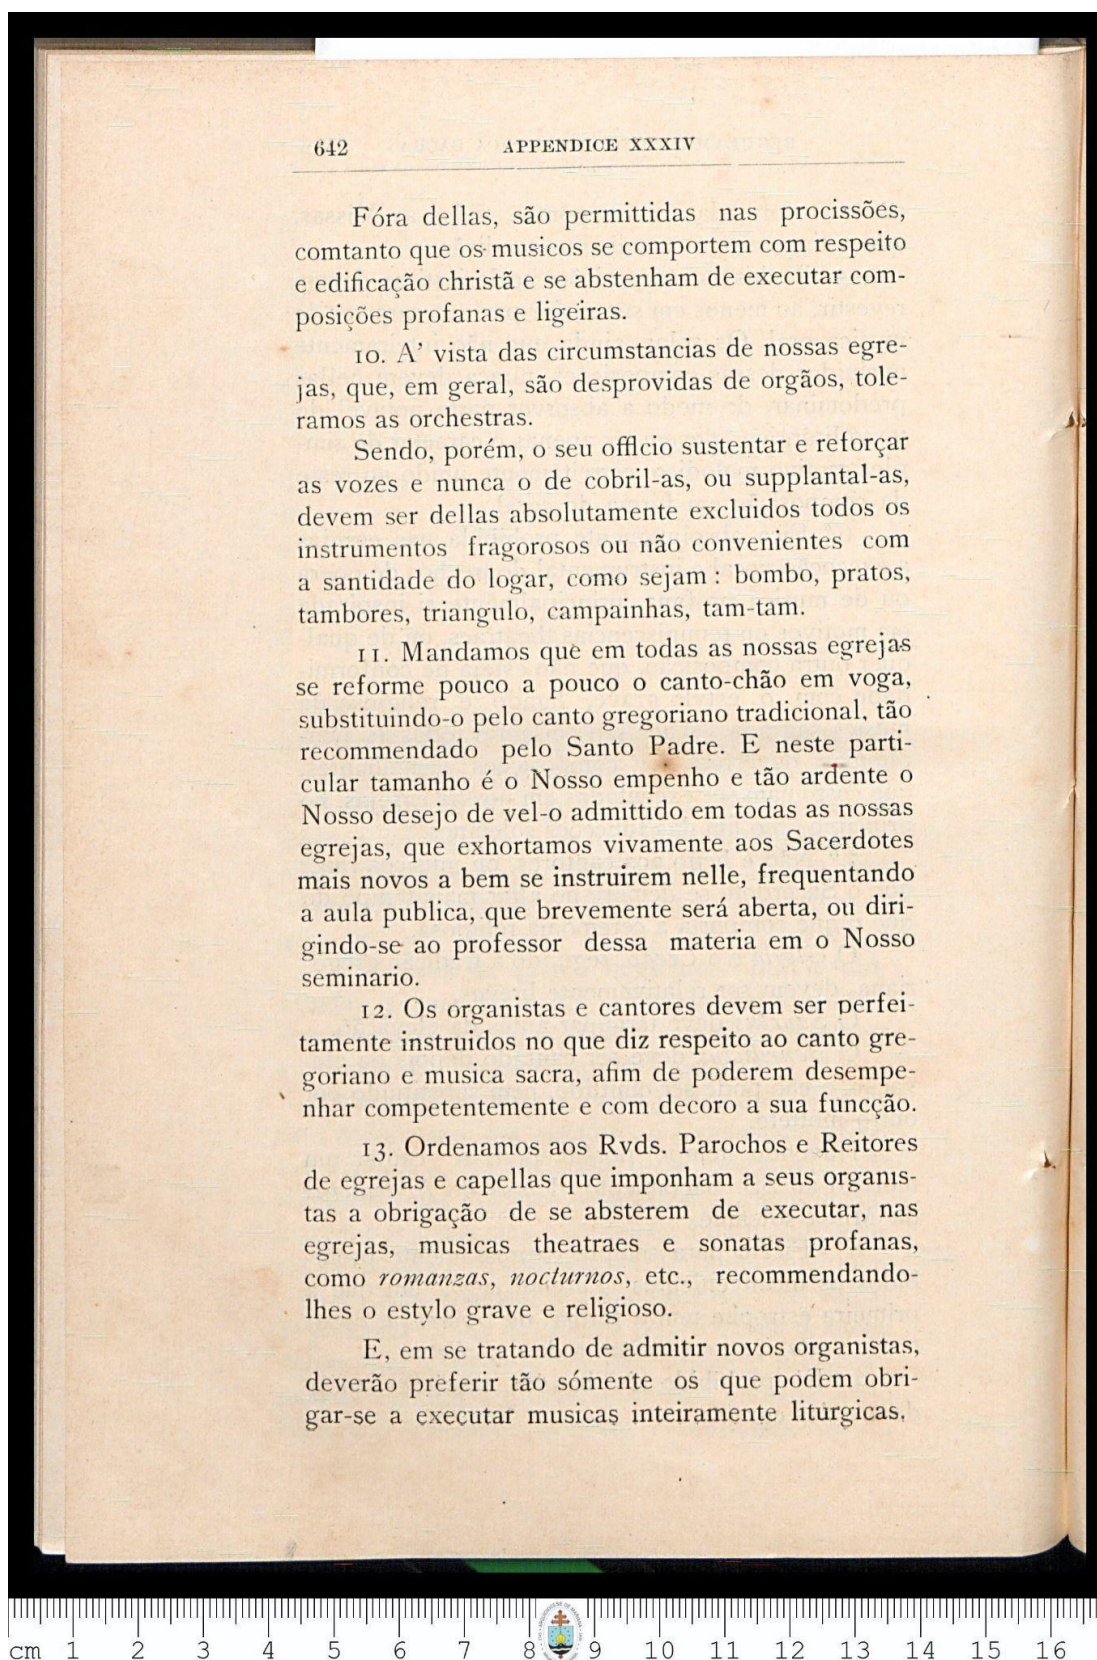 642 APPENDICE XXXIV
Fóra dellas, são permittidas nas procissões,
comtanto que os musicos se comportem com respeito
e edificação christã e se abstenham de executar com-
posições profanas e ligeiras.
10. A' vista das circumstancias de nossas egre-
jas, que, em geral, são desprovidas de orgãos, tole-
ramos as orchestras.
Sendo, porém, o seu officio sustentar e reforçar
as vozes e nunca o de cobril-as, ou supplantal-as,
devem ser dellas absolutamente excluidos todos os
instrumentos fragorosos ou não convenientes com
a santidade do logar, como sejam : bombo, pratos,
tambores, triangulo, campainhas, tam-tam.
11. Mandamos que em todas as nossas egrejas
se reforme pouco a pouco o canto-chão em voga,
substituindo-o pelo canto gregoriano tradicional, tão
recommendado pelo Santo Padre. E neste parti-
cular tamanho é o Nosso empenho e tão ardente o
Nosso desejo de vel-o admittido em todas as nossas
egrejas, que exhortamos vivamente aos Sacerdotes
mais novos a bem se instruirem nelle, frequentando
a aula publica, que brevemente será aberta, ou diri-
gindo-se ao professor dessa materia em o Nosso
seminario.
12. Os organistas e cantores devem ser perfei-
tamente instruidos no que diz respeito ao canto gre-
goriano e musica sacra, afim de poderem desempe-
nhar competentemente e com decoro a sua funcção.
13. Ordenamos aos Rvds. Parochos e Reitores
de egrejas e capellas que imponham a seus organis-
tas a obrigação de se absterem de executar, nas
egrejas, musicas theatraes e sonatas profanas,
como romanzas, nocturnos, etc., recommendando-
lhes o estylo grave e religioso.
E, em se tratando de admitir novos organistas,
deverão preferir tão sómente os que podem obri-
gar-se a executar musicas inteiramente liturgicas,
cm 1 2 3 4 5 6 7 8 9 10 11 12 13 14 15 16